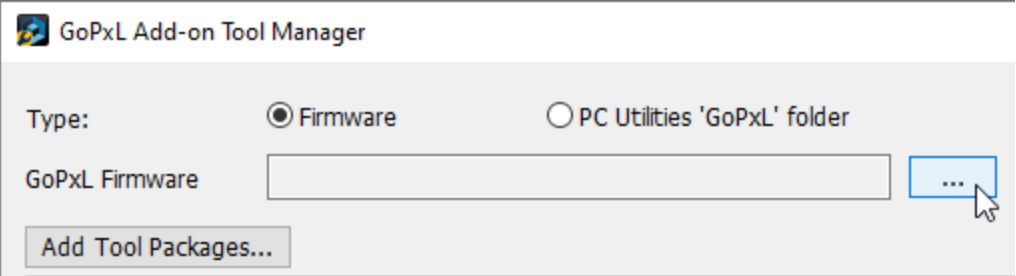 GoPxL Add-on Tool Manager
Type: Firmware PC Utilities 'GoPxL' folder
GoPxL Firmware ...
Add Tool Packages...